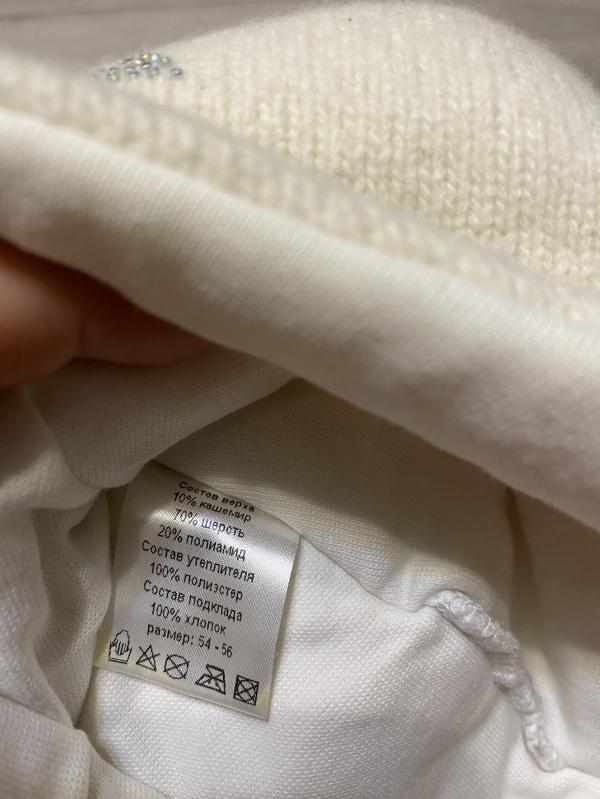 Состав верха
10% кашемир
70% шерсть
20% полиамид
Состав утеплителя
100% полиэстер
Состав подклада
100% хлопок
размер: 54 - 56